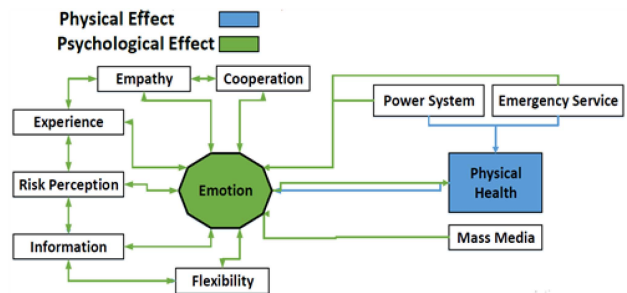 Physical Effect
Psychological Effect
Empathy
Cooperation
Power System
Emergency Service
Experience
Risk Perception
Emotion
Physical
Health
Information
Mass Media
Flexibility